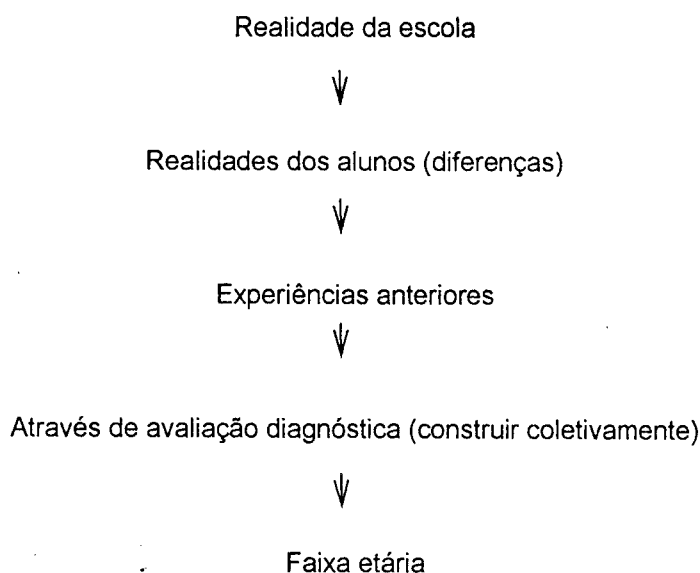 Realidade da escola
Realidades dos alunos (diferenças)
Experiências anteriores
Através de avaliação diagnóstica (construir coletivamente)
Faixa etária